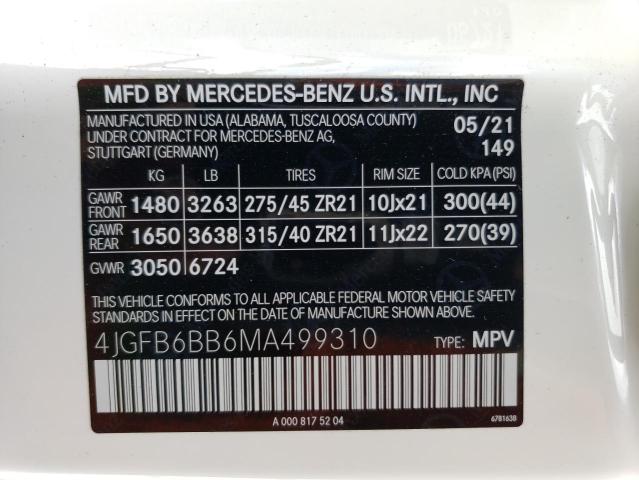 MFD BY MERCEDES-BENZ U.S. INTL., INC
MANUFACTURED IN USA (ALABAMA, TUSCALOOSA COUNTY) 05/21
UNDER CONTRACT FOR MERCEDES-BENZ AG,
STUTTGART (GERMANY) 149
KG LB TIRES RIM SIZE COLD KPA (PSI)
GAWR FRONT 1480 3263 275/45 ZR21 10Jx21 300(44)
GAWR REAR 1650 3638 315/40 ZR21 11Jx22 270(39)
GVWR 3050 6724
THIS VEHICLE CONFORMS TO ALL APPLICABLE FEDERAL MOTOR VEHICLE SAFETY
STANDARDS IN EFFECT ON THE DATE OF MANUFACTURE SHOWN ABOVE.
4JGFB6BB6MA499310 TYPE: MPV
A 000 817 52 04 6781638